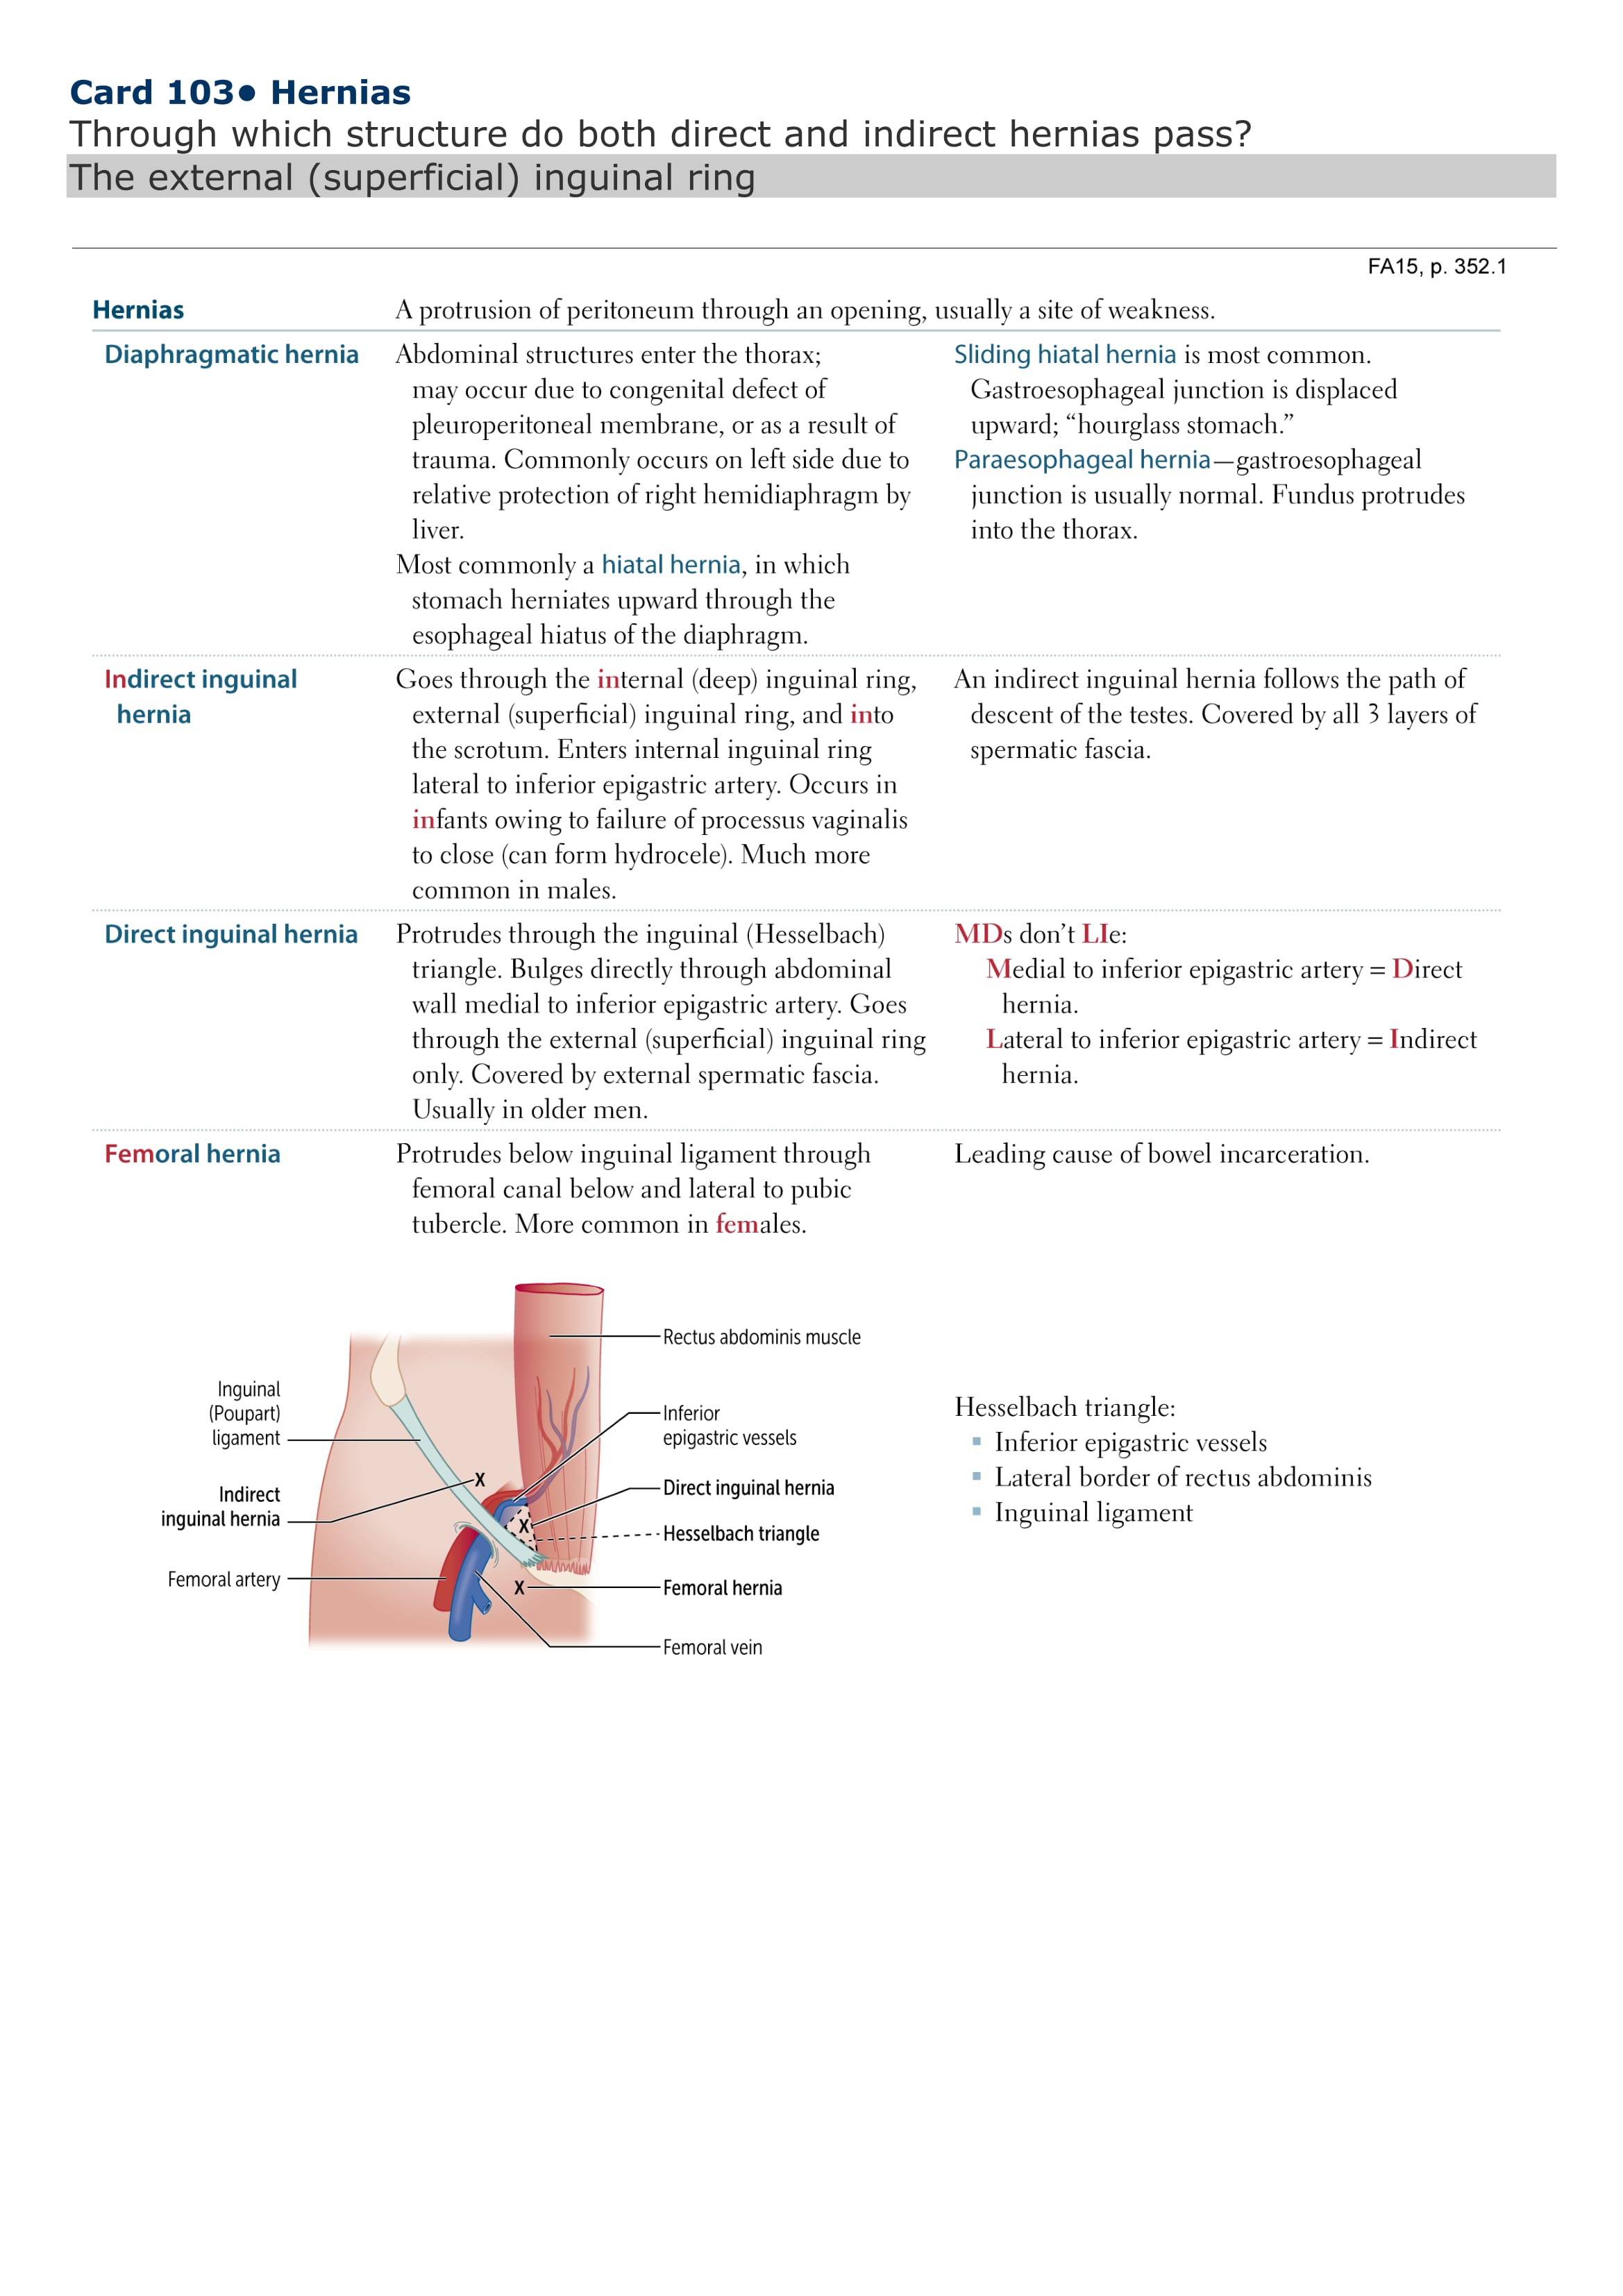 Card 103• Hernias
Through which structure do both direct and indirect hernias pass?
The external (superficial) inguinal ring
FA15, p. 352.1
Hernias
A protrusion of peritoneum through an opening, usually a site of weakness.
Diaphragmatic hernia
Abdominal structures enter the thorax;
may occur due to congenital defect of
pleuroperitoneal membrane, or as a result of
trauma. Commonly occurs on left side due to
relative protection of right hemidiaphragm by
liver.
Most commonly a hiatal hernia, in which
stomach herniates upward through the
esophageal hiatus of the diaphragm.
Sliding hiatal hernia is most common.
Gastroesophageal junction is displaced
upward; “hourglass stomach.”
Paraesophageal hernia—gastroesophageal
junction is usually normal. Fundus protrudes
into the thorax.
Indirect inguinal
hernia
Goes through the internal (deep) inguinal ring,
external (superficial) inguinal ring, and into
the scrotum. Enters internal inguinal ring
lateral to inferior epigastric artery. Occurs in
infants owing to failure of processus vaginalis
to close (can form hydrocele). Much more
common in males.
An indirect inguinal hernia follows the path of
descent of the testes. Covered by all 3 layers of
spermatic fascia.
Direct inguinal hernia
Protrudes through the inguinal (Hesselbach)
triangle. Bulges directly through abdominal
wall medial to inferior epigastric artery. Goes
through the external (superficial) inguinal ring
only. Covered by external spermatic fascia.
Usually in older men.
MDs don’t LIe:
Medial to inferior epigastric artery = Direct
hernia.
Lateral to inferior epigastric artery = Indirect
hernia.
Femoral hernia
Protrudes below inguinal ligament through
femoral canal below and lateral to pubic
tubercle. More common in females.
Leading cause of bowel incarceration.
Rectus abdominis muscle
Inguinal
(Poupart)
ligament
Inferior
epigastric vessels
X
Indirect
inguinal hernia
Direct inguinal hernia
X
Hesselbach triangle
Femoral artery
X
Femoral hernia
Femoral vein
Hesselbach triangle:
▪ Inferior epigastric vessels
▪ Lateral border of rectus abdominis
▪ Inguinal ligament